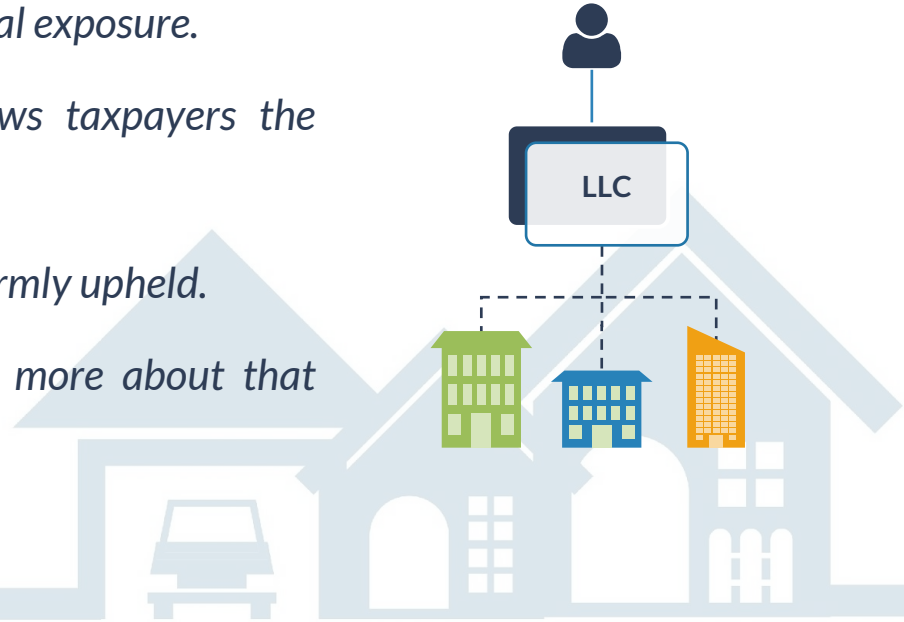 al exposure.
ws taxpayers the
rmly upheld.
more about that
LLC